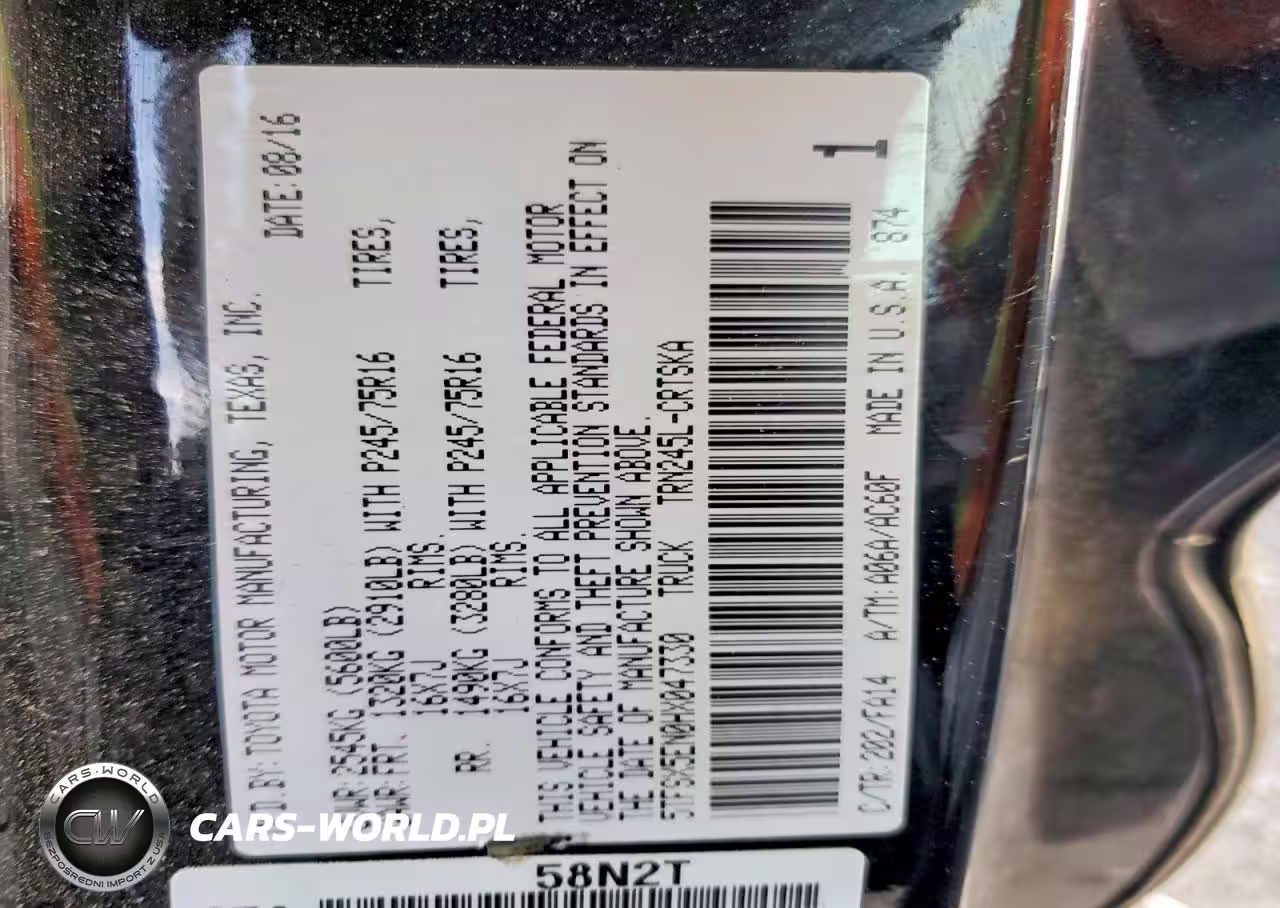 MFD BY: TOYOTA MOTOR MANUFACTURING, TEXAS, INC.
DATE: 08/16
GVWR: 2545KG (5600LB)
GAWR: FRT. 1320KG (2910LB) WITH P245/75R16 TIRES,
16X7J RIMS.
RR. 1490KG (3280LB) WITH P245/75R16 TIRES,
16X7J RIMS.
THIS VEHICLE CONFORMS TO ALL APPLICABLE FEDERAL MOTOR
VEHICLE SAFETY AND THEFT PREVENTION STANDARDS IN EFFECT ON
THE DATE OF MANUFACTURE SHOWN ABOVE.
5TFSX5EN0HX047330 TRUCK TRN245L-CRTSKA
C/TR: 202/FA14 A/TM: A06A/AC60F MADE IN U.S.A. 874
58N2T
CARS-WORLD
CW
BEZPOŚREDNI IMPORT Z USA
CARS-WORLD.PL